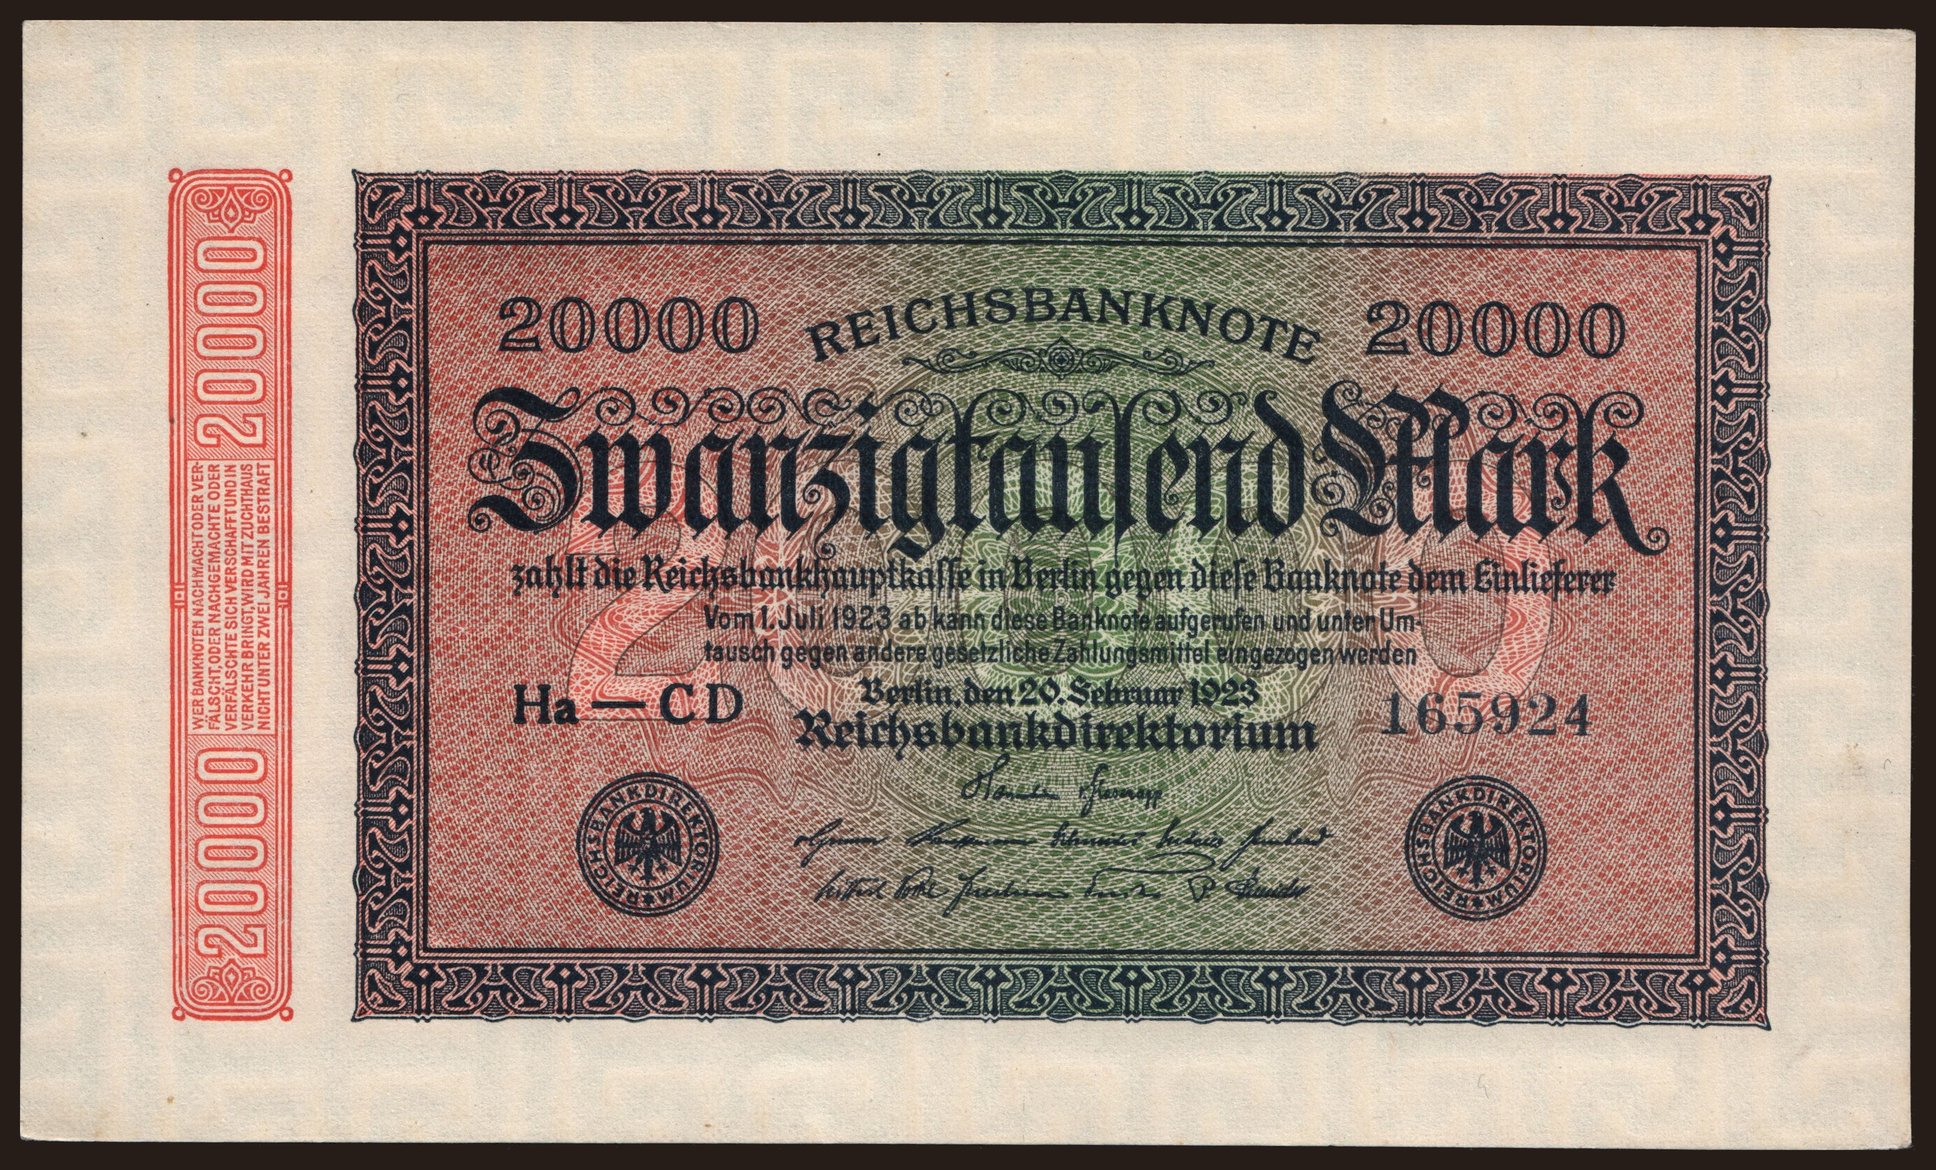 20000
WER BANKNOTEN NACHMACHT ODER VER-
FÄLSCHT, ODER NACHGEMACHTE ODER
VERFÄLSCHTE SICH VERSCHAFFT UND IN
VERKEHR BRINGT, WIRD MIT ZUCHTHAUS
NICHT UNTER ZWEI JAHREN BESTRAFT
20000
20000 REICHSBANKNOTE 20000
Zwanzigtausend Mark
zahlt die Reichsbankhauptkasse in Berlin gegen diese Banknote dem Einlieferer
Vom 1. Juli 1923 ab kann diese Banknote aufgerufen und unter Um-
tausch gegen andere gesetzliche Zahlungsmittel eingezogen werden
Berlin, den 20. Februar 1923
Ha — CD 165924
Reichsbankdirektorium
REICHSBANKDIREKTORIUM
REICHSBANKDIREKTORIUM
20000